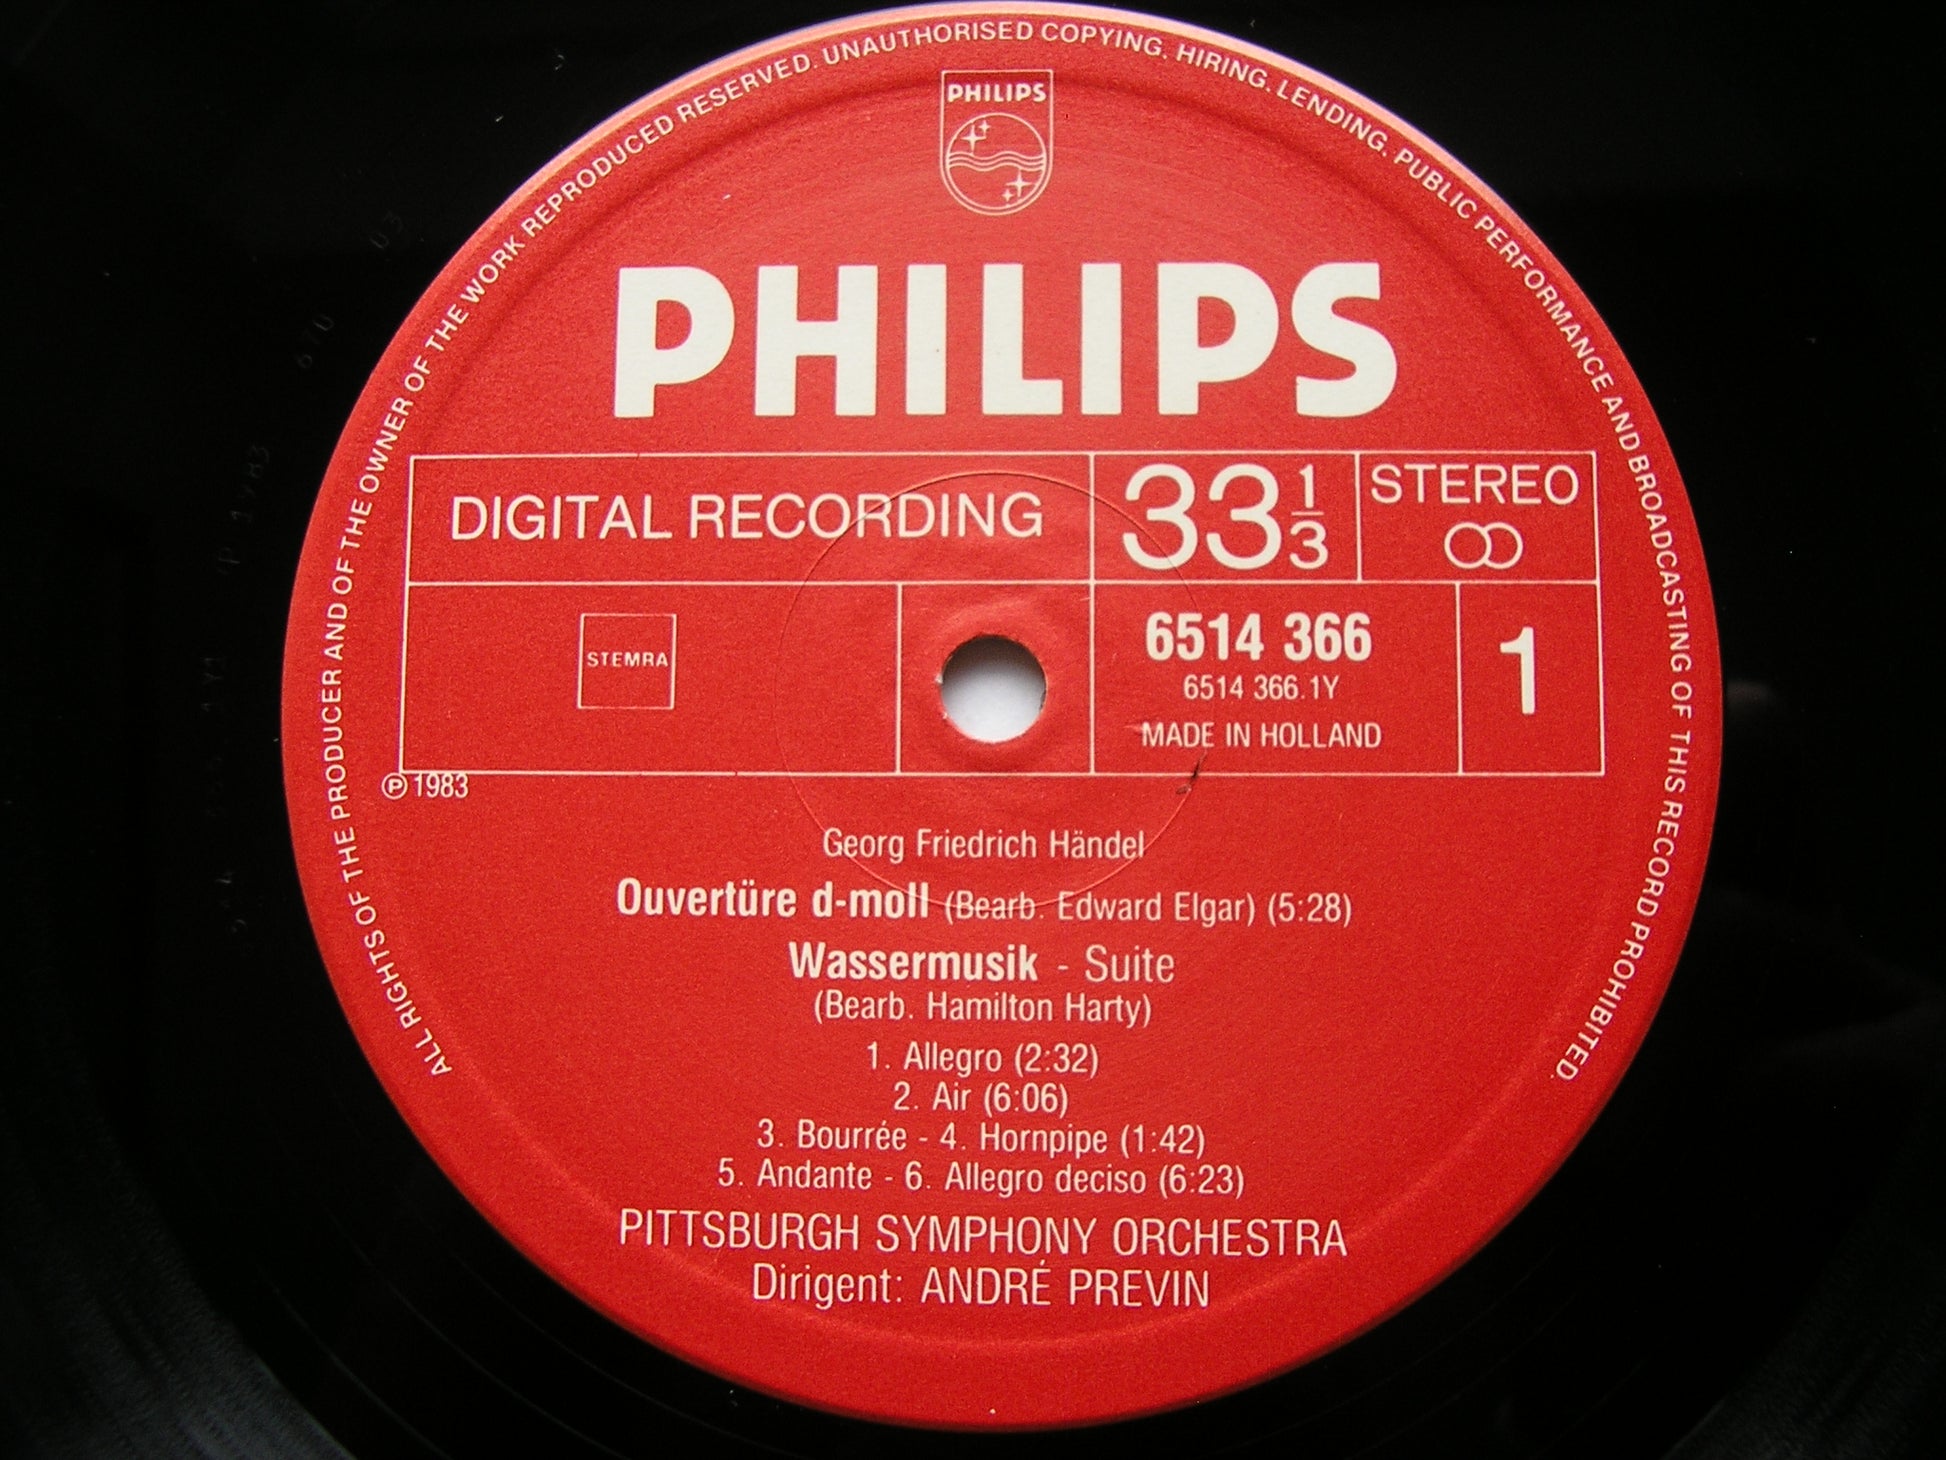 ALL RIGHTS OF THE PRODUCER AND OF THE OWNER OF THE WORK REPRODUCED RESERVED. UNAUTHORISED COPYING. HIRING. LENDING. PUBLIC PERFORMANCE AND BROADCASTING OF THIS RECORD PROHIBITED.
PHILIPS
PHILIPS
DIGITAL RECORDING
33 1/3
STEREO
STEMRA
6514 366
6514 366.1Y
MADE IN HOLLAND
1
℗ 1983
Georg Friedrich Händel
Ouvertüre d-moll (Bearb. Edward Elgar) (5:28)
Wassermusik - Suite
(Bearb. Hamilton Harty)
1. Allegro (2:32)
2. Air (6:06)
3. Bourrée - 4. Hornpipe (1:42)
5. Andante - 6. Allegro deciso (6:23)
PITTSBURGH SYMPHONY ORCHESTRA
Dirigent: ANDRÉ PREVIN